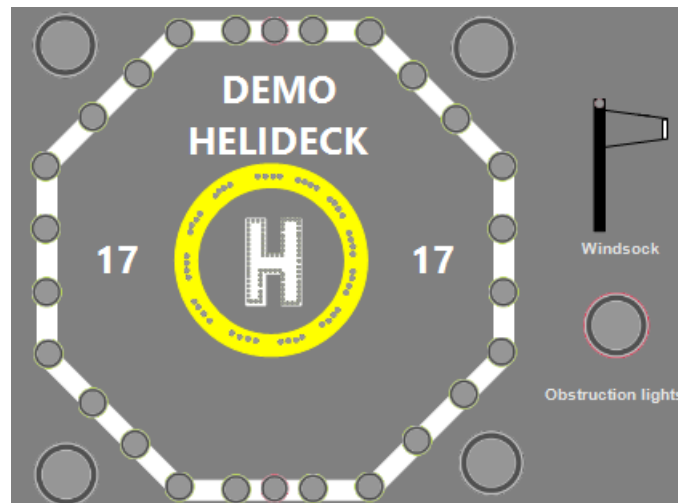 DEMO
HELIDECK
17
H
17
Windsock
Obstruction lights